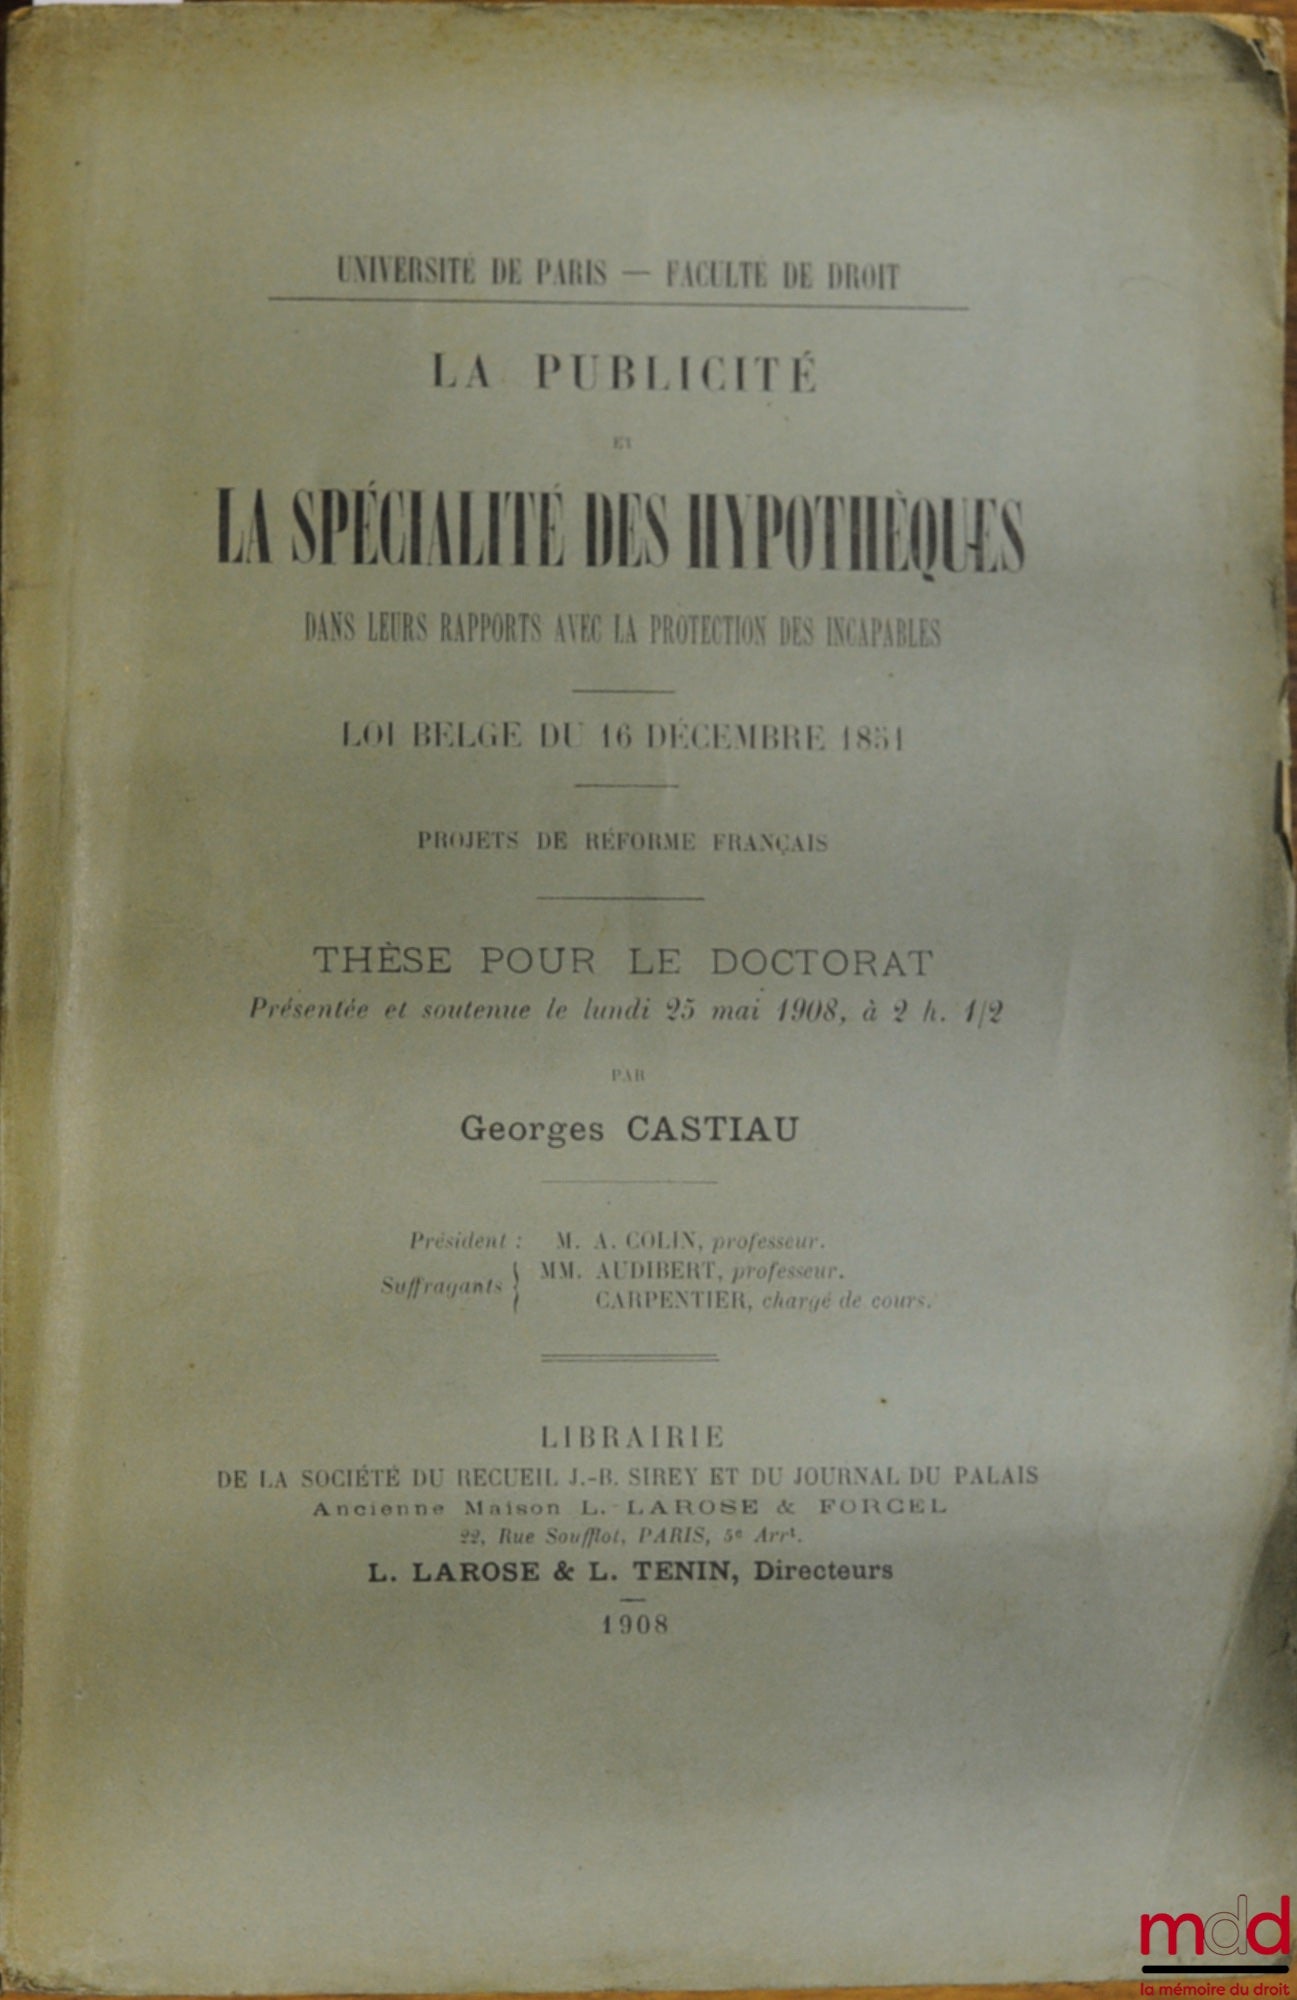 UNIVERSITÉ DE PARIS — FACULTÉ DE DROIT
LA PUBLICITÉ
ET
LA SPÉCIALITÉ DES HYPOTHÈQUES
DANS LEURS RAPPORTS AVEC LA PROTECTION DES INCAPABLES
LOI BELGE DU 16 DÉCEMBRE 1851
PROJETS DE RÉFORME FRANÇAIS
THÈSE POUR LE DOCTORAT
Présentée et soutenue le lundi 25 mai 1908, à 2 h. 1/2
PAR
Georges CASTIAU
Président : M. A. COLIN, professeur.
Suffragants { MM. AUDIBERT, professeur.
CARPENTIER, chargé de cours.
LIBRAIRIE
DE LA SOCIÉTÉ DU RECUEIL J.-B. SIREY ET DU JOURNAL DU PALAIS
Ancienne Maison L. LAROSE & FORCEL
22, Rue Soufflot, PARIS, 5e Arrt.
L. LAROSE & L. TENIN, Directeurs
1908
mdd
la mémoire du droit